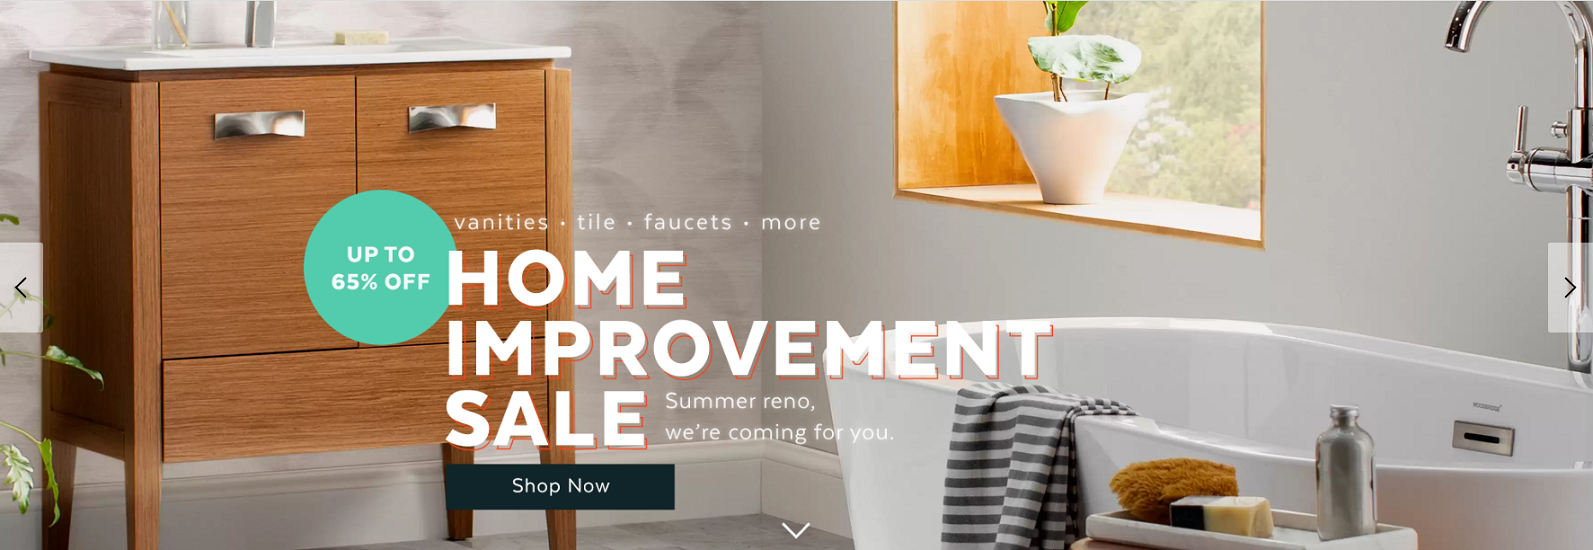 vanities • tile • faucets • more
UP TO
65% OFF
HOME
IMPROVEMENT
SALE
Summer reno,
we're coming for you.
Shop Now